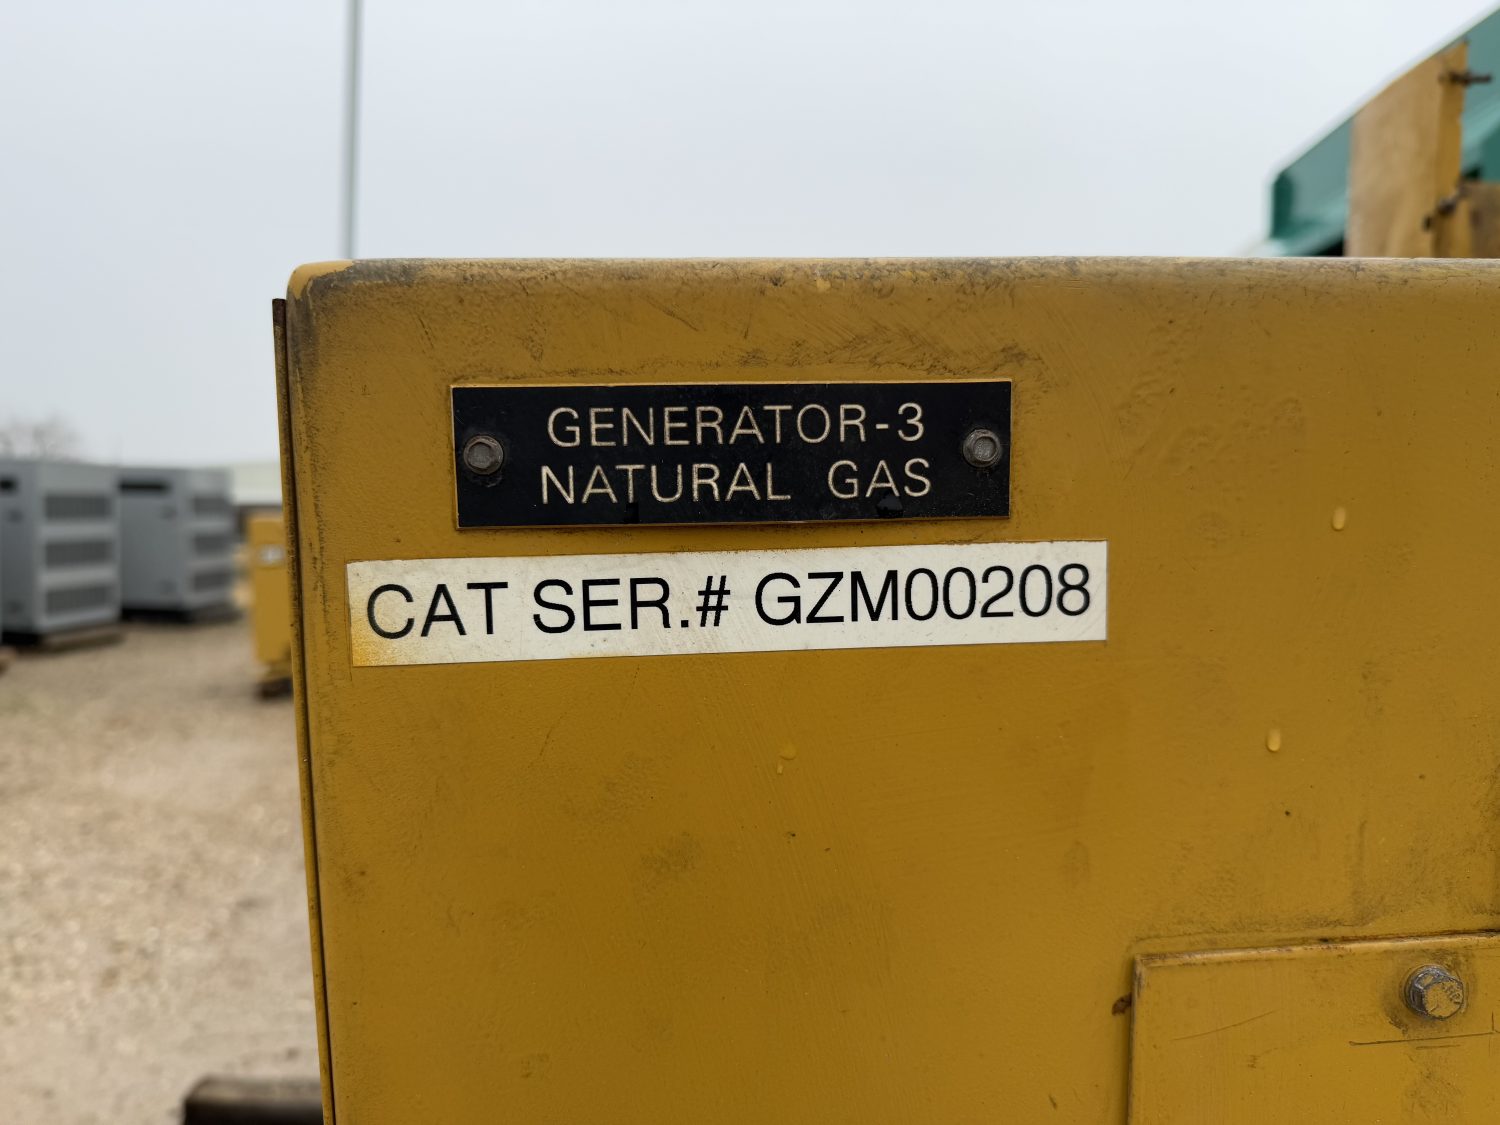 GENERATOR-3
NATURAL GAS
CAT SER.# GZM00208